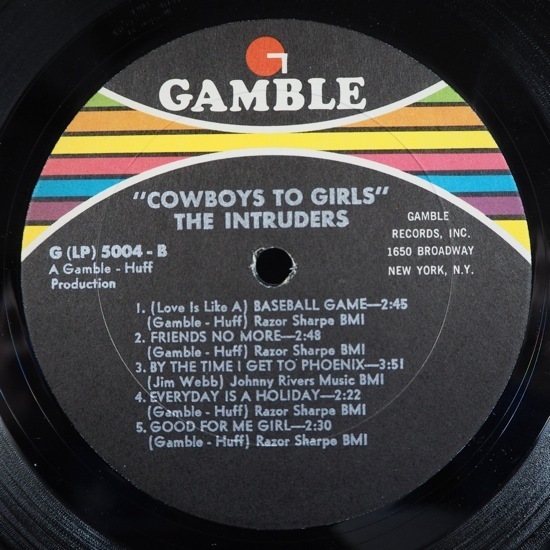 GAMBLE
"COWBOYS TO GIRLS"
THE INTRUDERS
G (LP) 5004 - B
A Gamble - Huff
Production
GAMBLE
RECORDS, INC.
1650 BROADWAY
NEW YORK, N.Y.
1. (Love Is Like A) BASEBALL GAME—2:45
(Gamble - Huff) Razor Sharpe BMI
2. FRIENDS NO MORE—2:48
(Gamble - Huff) Razor Sharpe BMI
3. BY THE TIME I GET TO PHOENIX—3:51
(Jim Webb) Johnny Rivers Music BMI
4. EVERYDAY IS A HOLIDAY—2:22
(Gamble - Huff) Razor Sharpe BMI
5. GOOD FOR ME GIRL—2:30
(Gamble - Huff) Razor Sharpe BMI